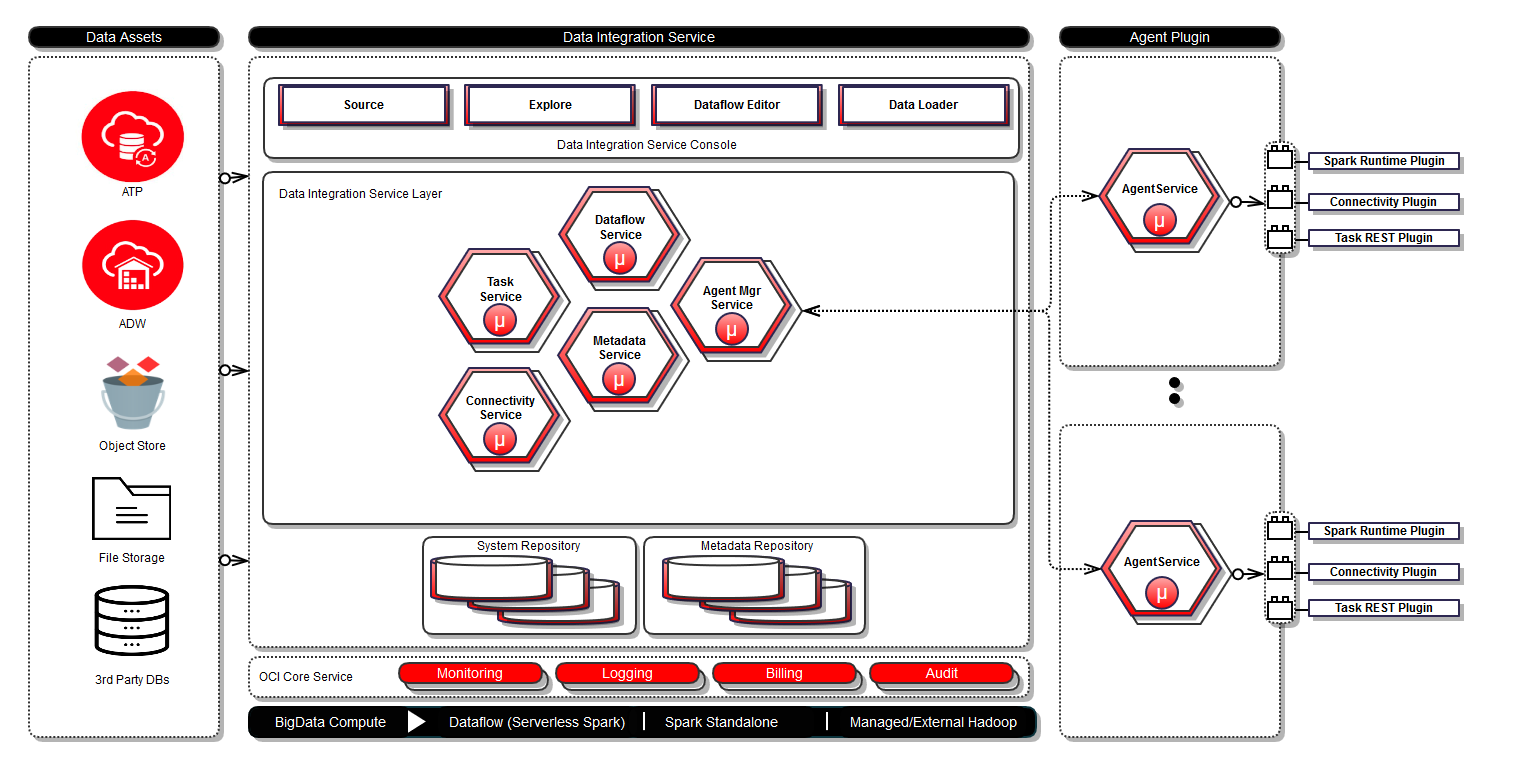 Data Assets
ATP
A
ADW
Object Store
File Storage
3rd Party DBs
Data Integration Service
Source
Explore
Dataflow Editor
Data Loader
Data Integration Service Console
Data Integration Service Layer
Dataflow
Service
μ
Task
Service
μ
Agent Mgr
Service
μ
Metadata
Service
μ
Connectivity
Service
μ
System Repository
Metadata Repository
OCI Core Service
Monitoring
Logging
Billing
Audit
BigData Compute
Dataflow (Serverless Spark)
Spark Standalone
Managed/External Hadoop
Agent Plugin
AgentService
μ
Spark Runtime Plugin
Connectivity Plugin
Task REST Plugin
AgentService
μ
Spark Runtime Plugin
Connectivity Plugin
Task REST Plugin